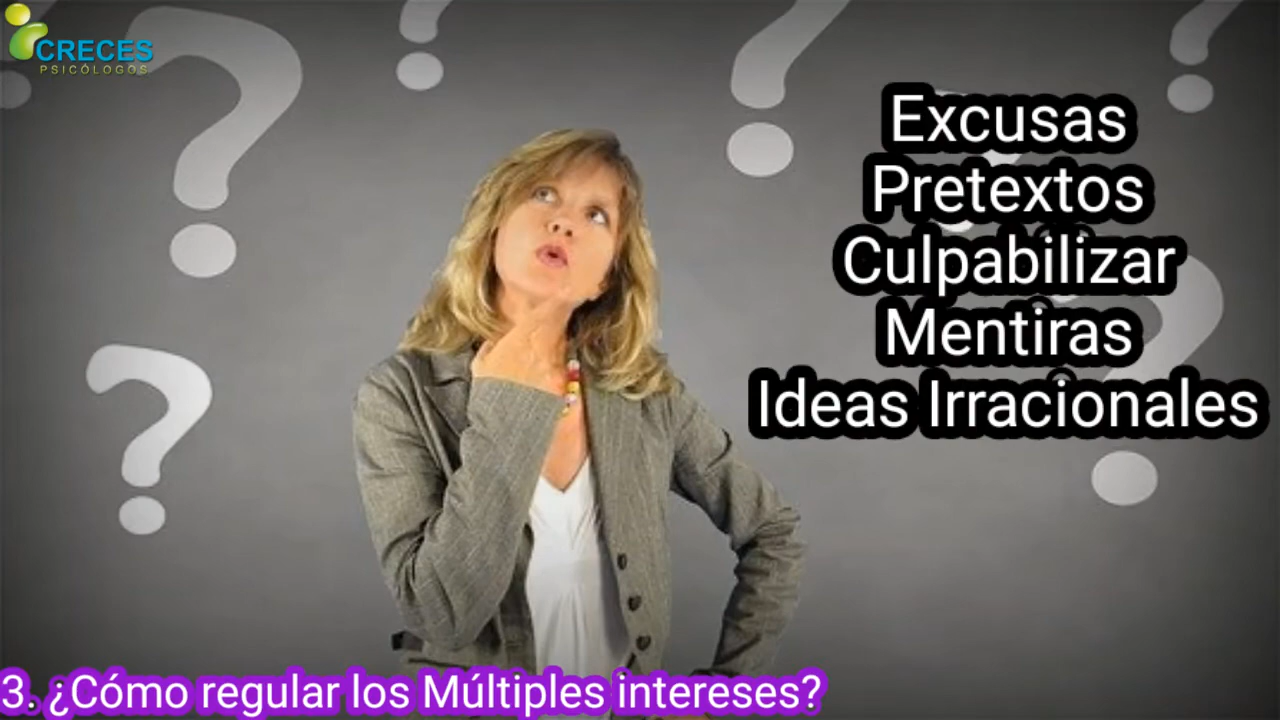 CRECES
PSICÓLOGOS
Excusas
Pretextos
Culpabilizar
Mentiras
Ideas Irracionales
3. ¿Cómo regular los Múltiples intereses?